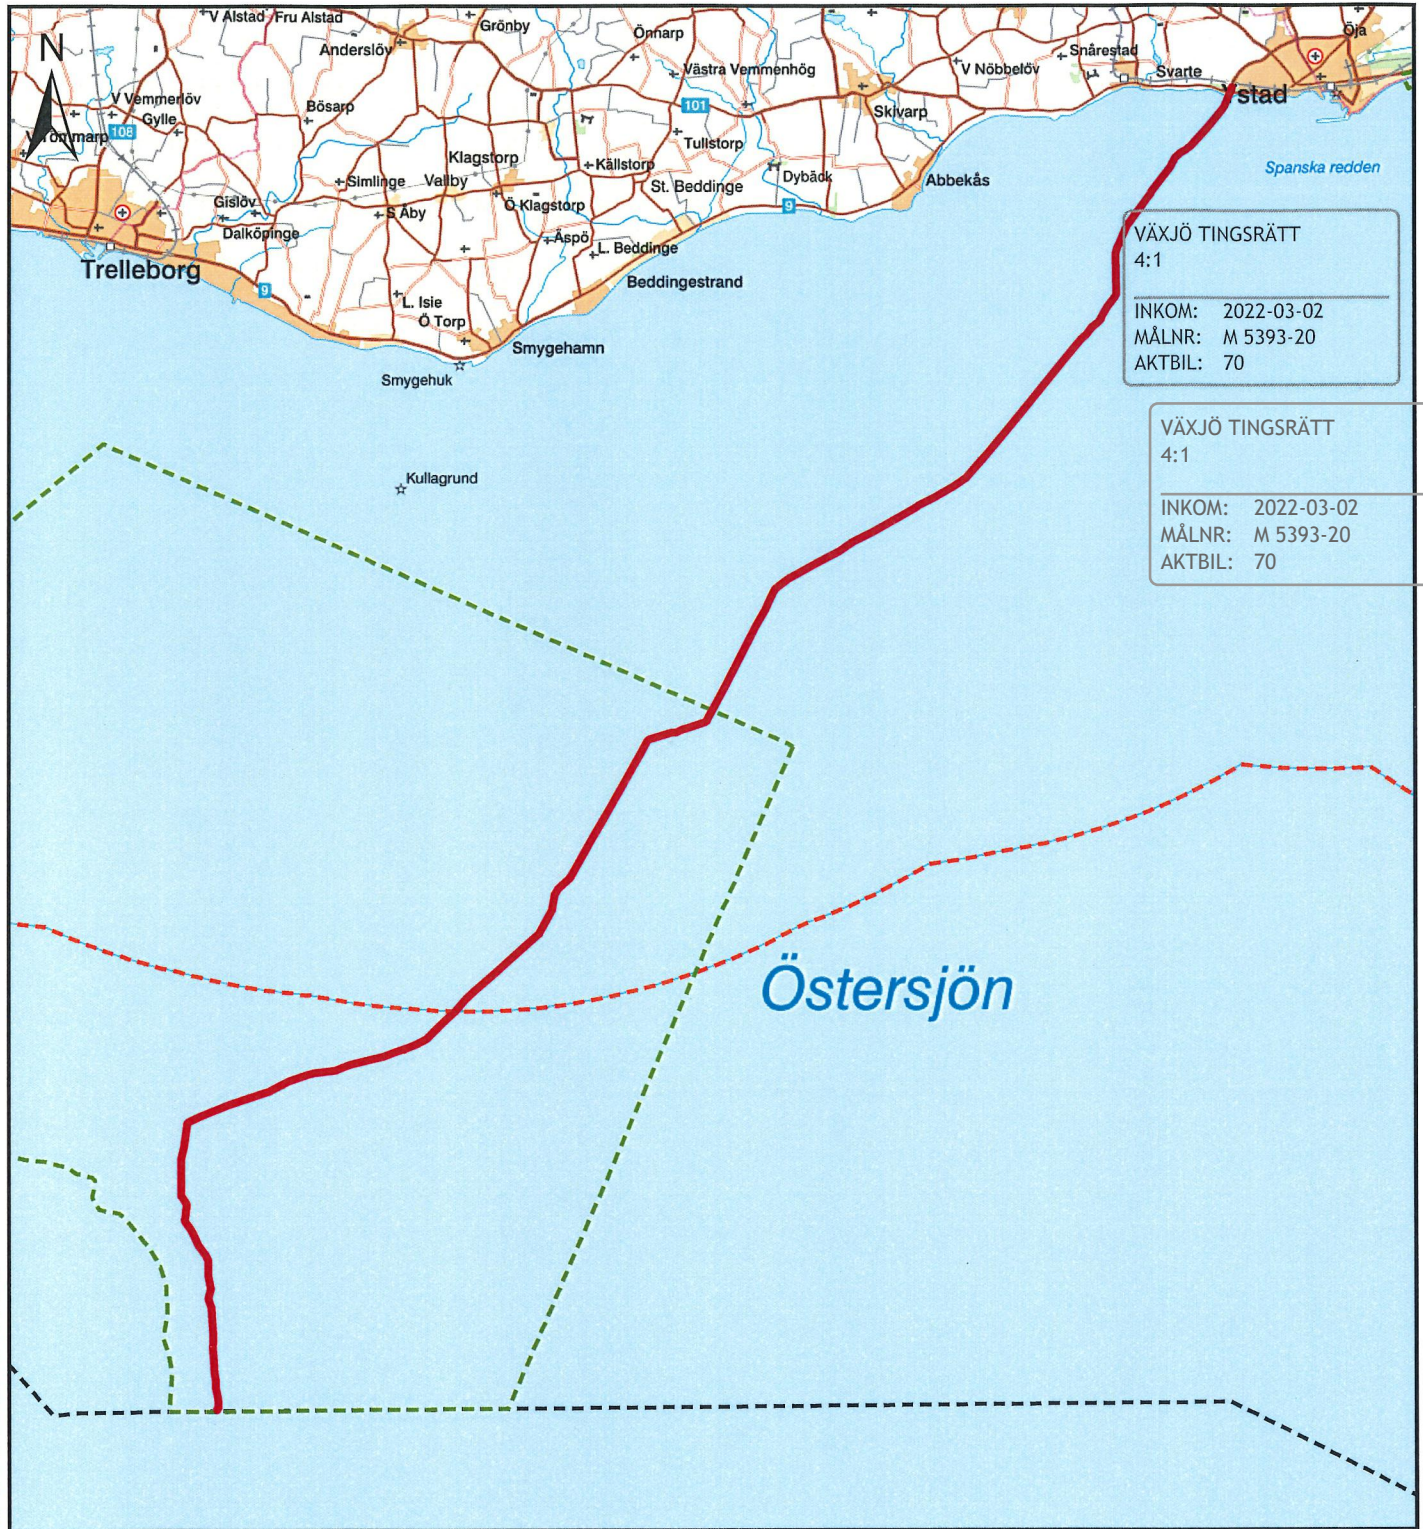 N
V Alstad
Fru Alstad
Anderslöv
Grönby
Önnarp
Västra Vemmenhög
V Nöbbelöv
Snårestad
Svarte
Öja
Ystad
V Vemmerlöv
Gylle
108
Bösarp
101
Skivarp
Tullstorp
Klagstorp
Källstorp
Spanska redden
Simlinge
Vallby
St. Beddinge
Dybäck
Abbekås
Gislöv
S Åby
Ö Klagstorp
9
Dalköpinge
Äspö
L. Beddinge
Trelleborg
9
Beddingestrand
L. Isie
Ö Torp
Smygehamn
Smygehuk
Kullagrund
VÄXJÖ TINGSRÄTT
4:1
INKOM: 2022-03-02
MÅLNR: M 5393-20
AKTBIL: 70
VÄXJÖ TINGSRÄTT
4:1
INKOM: 2022-03-02
MÅLNR: M 5393-20
AKTBIL: 70
Östersjön